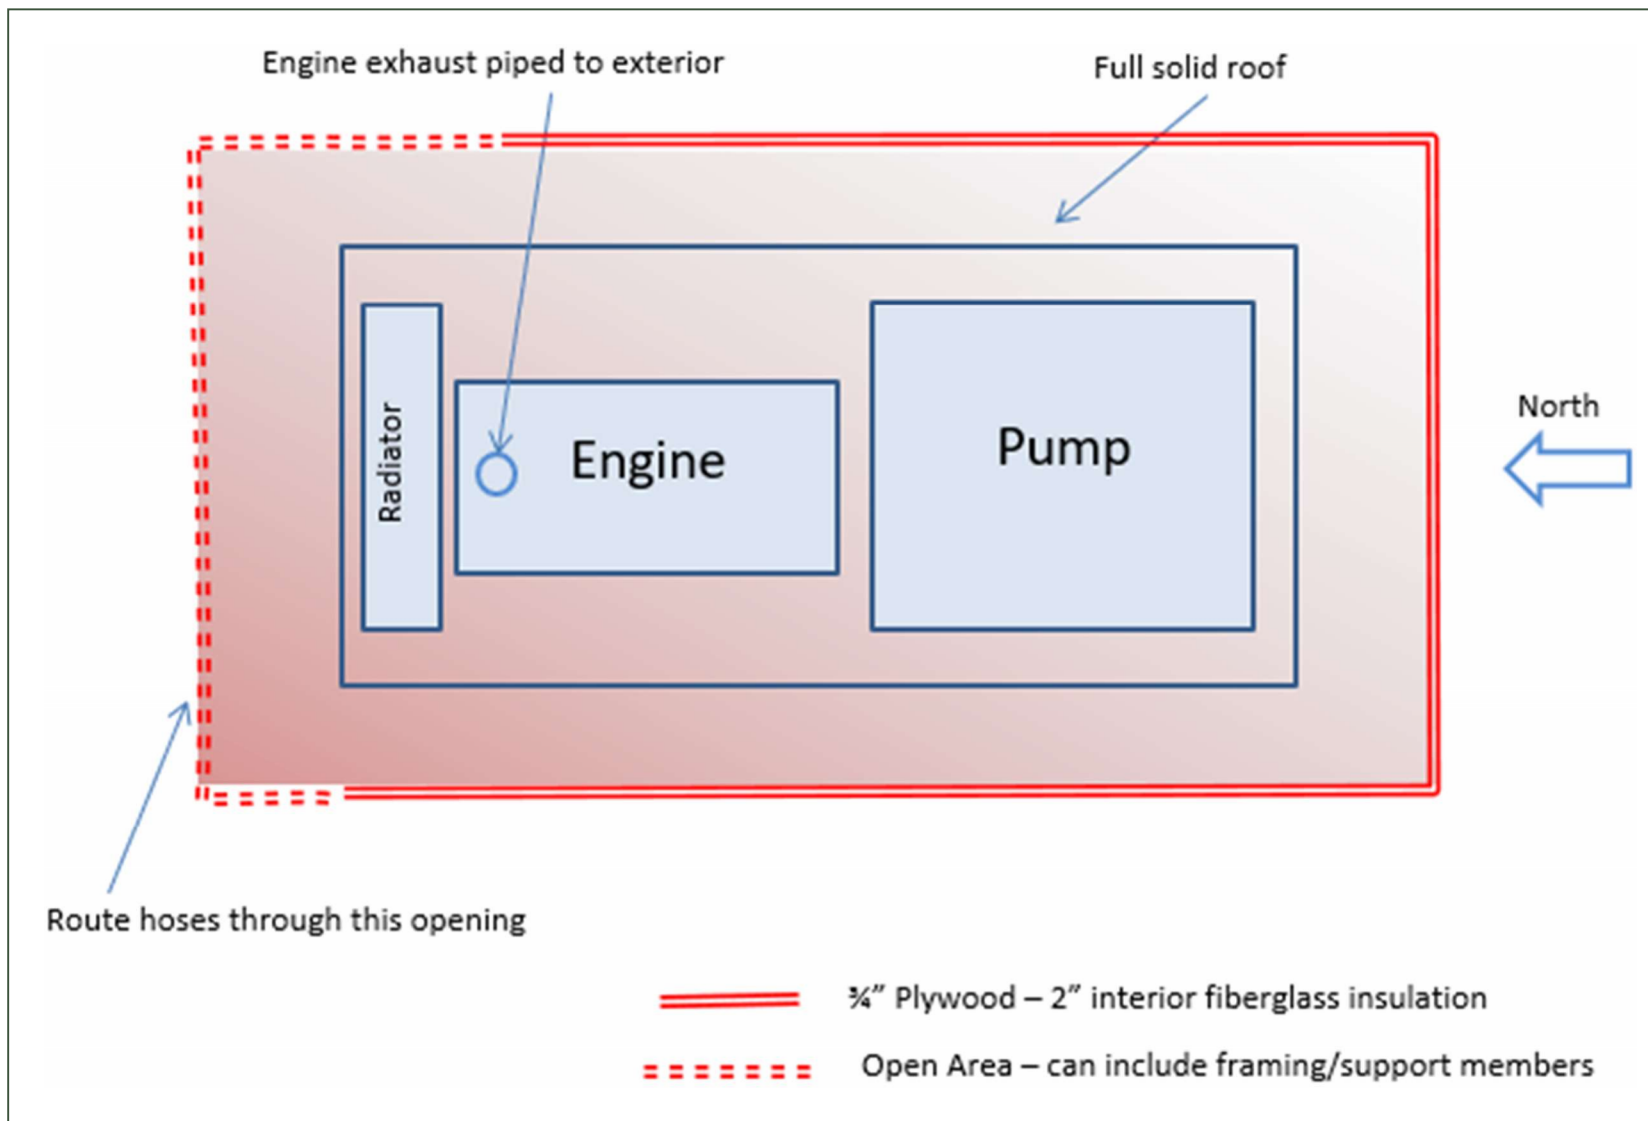 Engine exhaust piped to exterior
Full solid roof
North
Radiator
Engine
Pump
Route hoses through this opening
¾” Plywood – 2” interior fiberglass insulation
Open Area – can include framing/support members